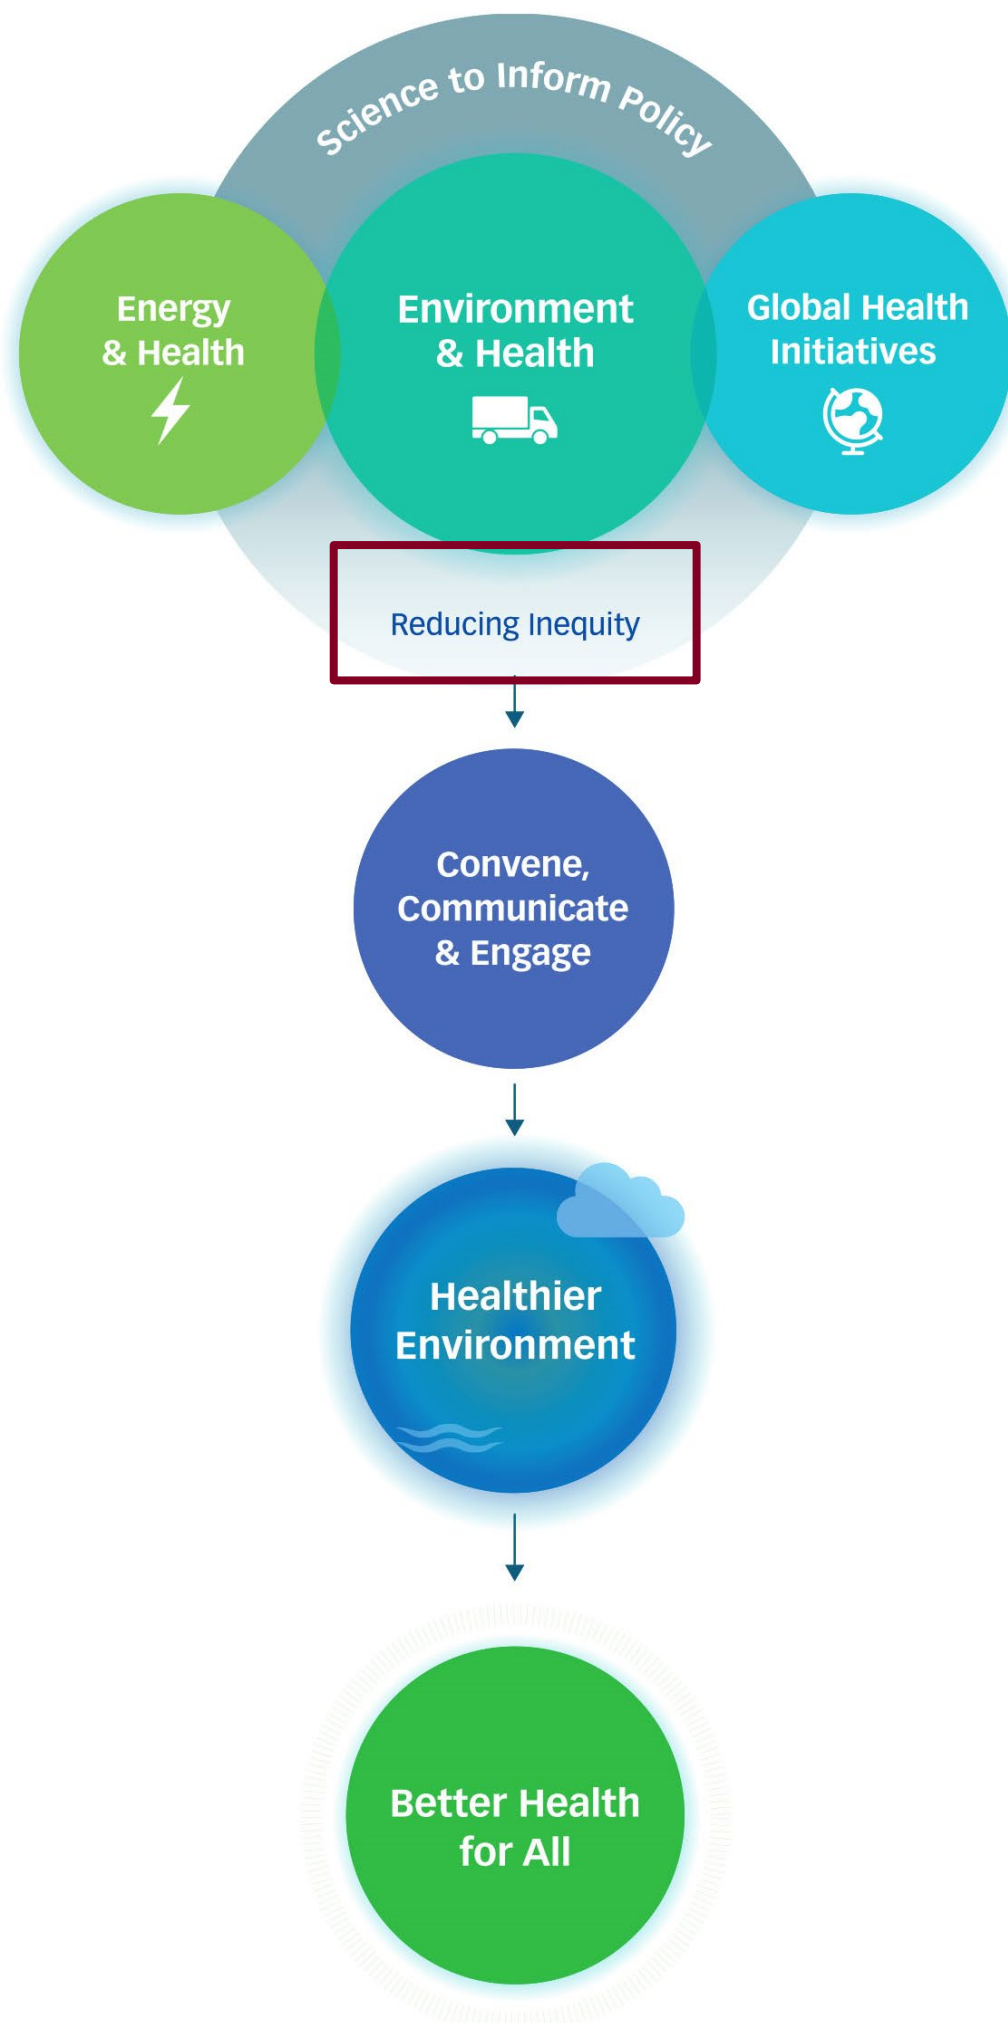 Science to Inform Policy
Energy
& Health
Environment
& Health
Global Health
Initiatives
Reducing Inequity
Convene,
Communicate
& Engage
Healthier
Environment
Better Health
for All